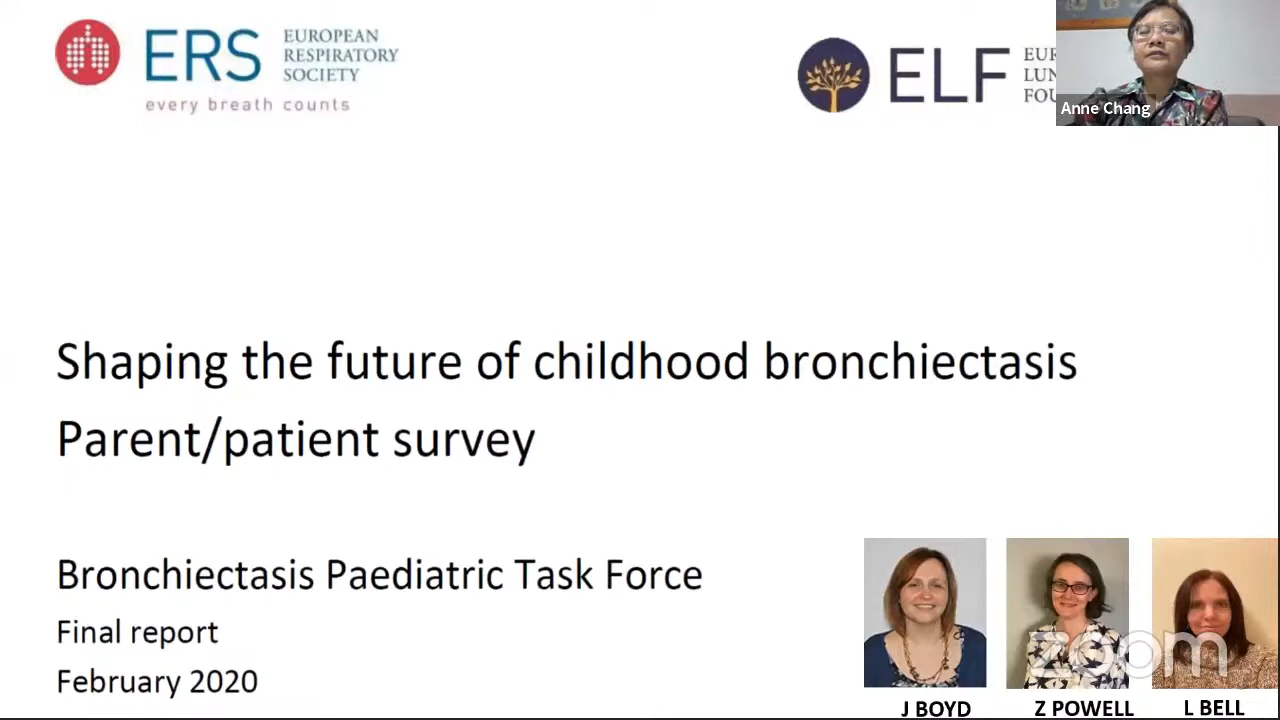 ERS
EUROPEAN
RESPIRATORY
SOCIETY
every breath counts
ELF
Anne Chang
Shaping the future of childhood bronchiectasis
Parent/patient survey
Bronchiectasis Paediatric Task Force
Final report
February 2020
zoom
J BOYD
Z POWELL
L BELL